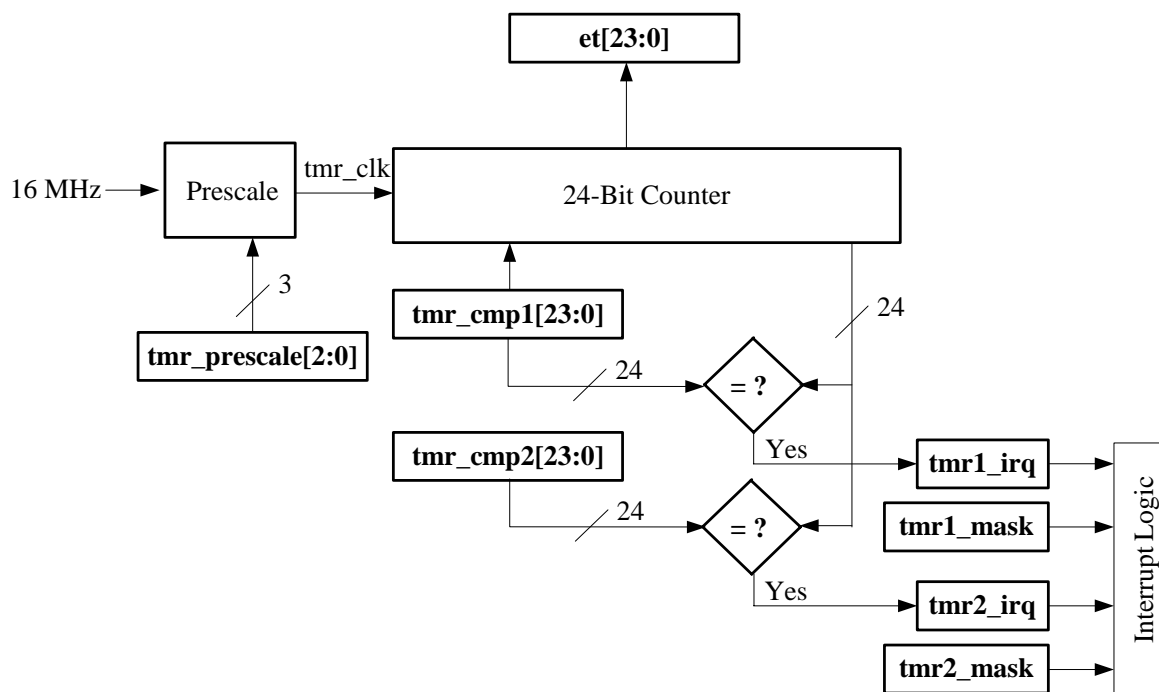 et[23:0]
16 MHz
Prescale
tmr_clk
24-Bit Counter
3
tmr_prescale[2:0]
tmr_cmp1[23:0]
24
24
= ?
Yes
tmr_cmp2[23:0]
24
= ?
Yes
tmr1_irq
tmr1_mask
tmr2_irq
tmr2_mask
Interrupt Logic